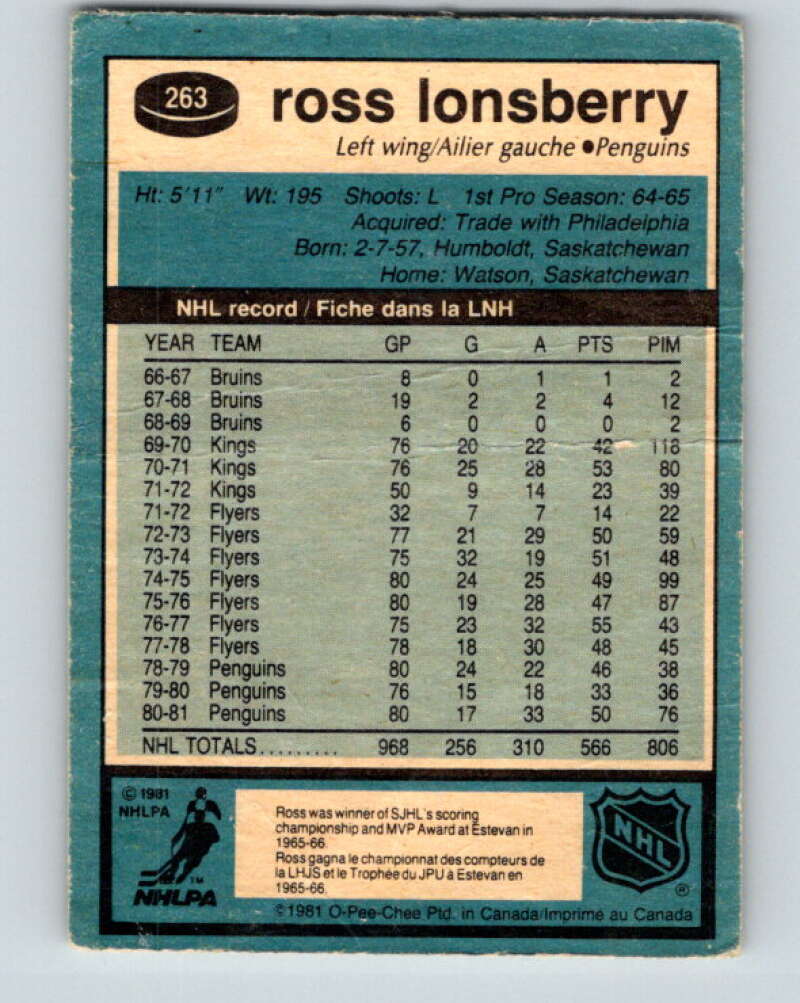 263 ross lonsberry
Left wing/Ailier gauche ●Penguins
Ht: 5'11" Wt: 195 Shoots: L 1st Pro Season: 64-65
Acquired: Trade with Philadelphia
Born: 2-7-57, Humboldt, Saskatchewan
Home: Watson, Saskatchewan
NHL record / Fiche dans la LNH
YEAR TEAM GP G A PTS PIM
66-67 Bruins 8 0 1 1 2
67-68 Bruins 19 2 2 4 12
68-69 Bruins 6 0 0 0 2
69-70 Kings 76 20 22 42 118
70-71 Kings 76 25 28 53 80
71-72 Kings 50 9 14 23 39
71-72 Flyers 32 7 7 14 22
72-73 Flyers 77 21 29 50 59
73-74 Flyers 75 32 19 51 48
74-75 Flyers 80 24 25 49 99
75-76 Flyers 80 19 28 47 87
76-77 Flyers 75 23 32 55 43
77-78 Flyers 78 18 30 48 45
78-79 Penguins 80 24 22 46 38
79-80 Penguins 76 15 18 33 36
80-81 Penguins 80 17 33 50 76
NHL TOTALS......... 968 256 310 566 806
© 1981
NHLPA
TM
NHLPA
Ross was winner of SJHL's scoring
championship and MVP Award at Estevan in
1965-66.
Ross gagna le championnat des compteurs de
la LHJS et le Trophée du JPU à Estevan en
1965-66.
NHL
®
©1981 O-Pee-Chee Ptd. in Canada/Imprimé au Canada